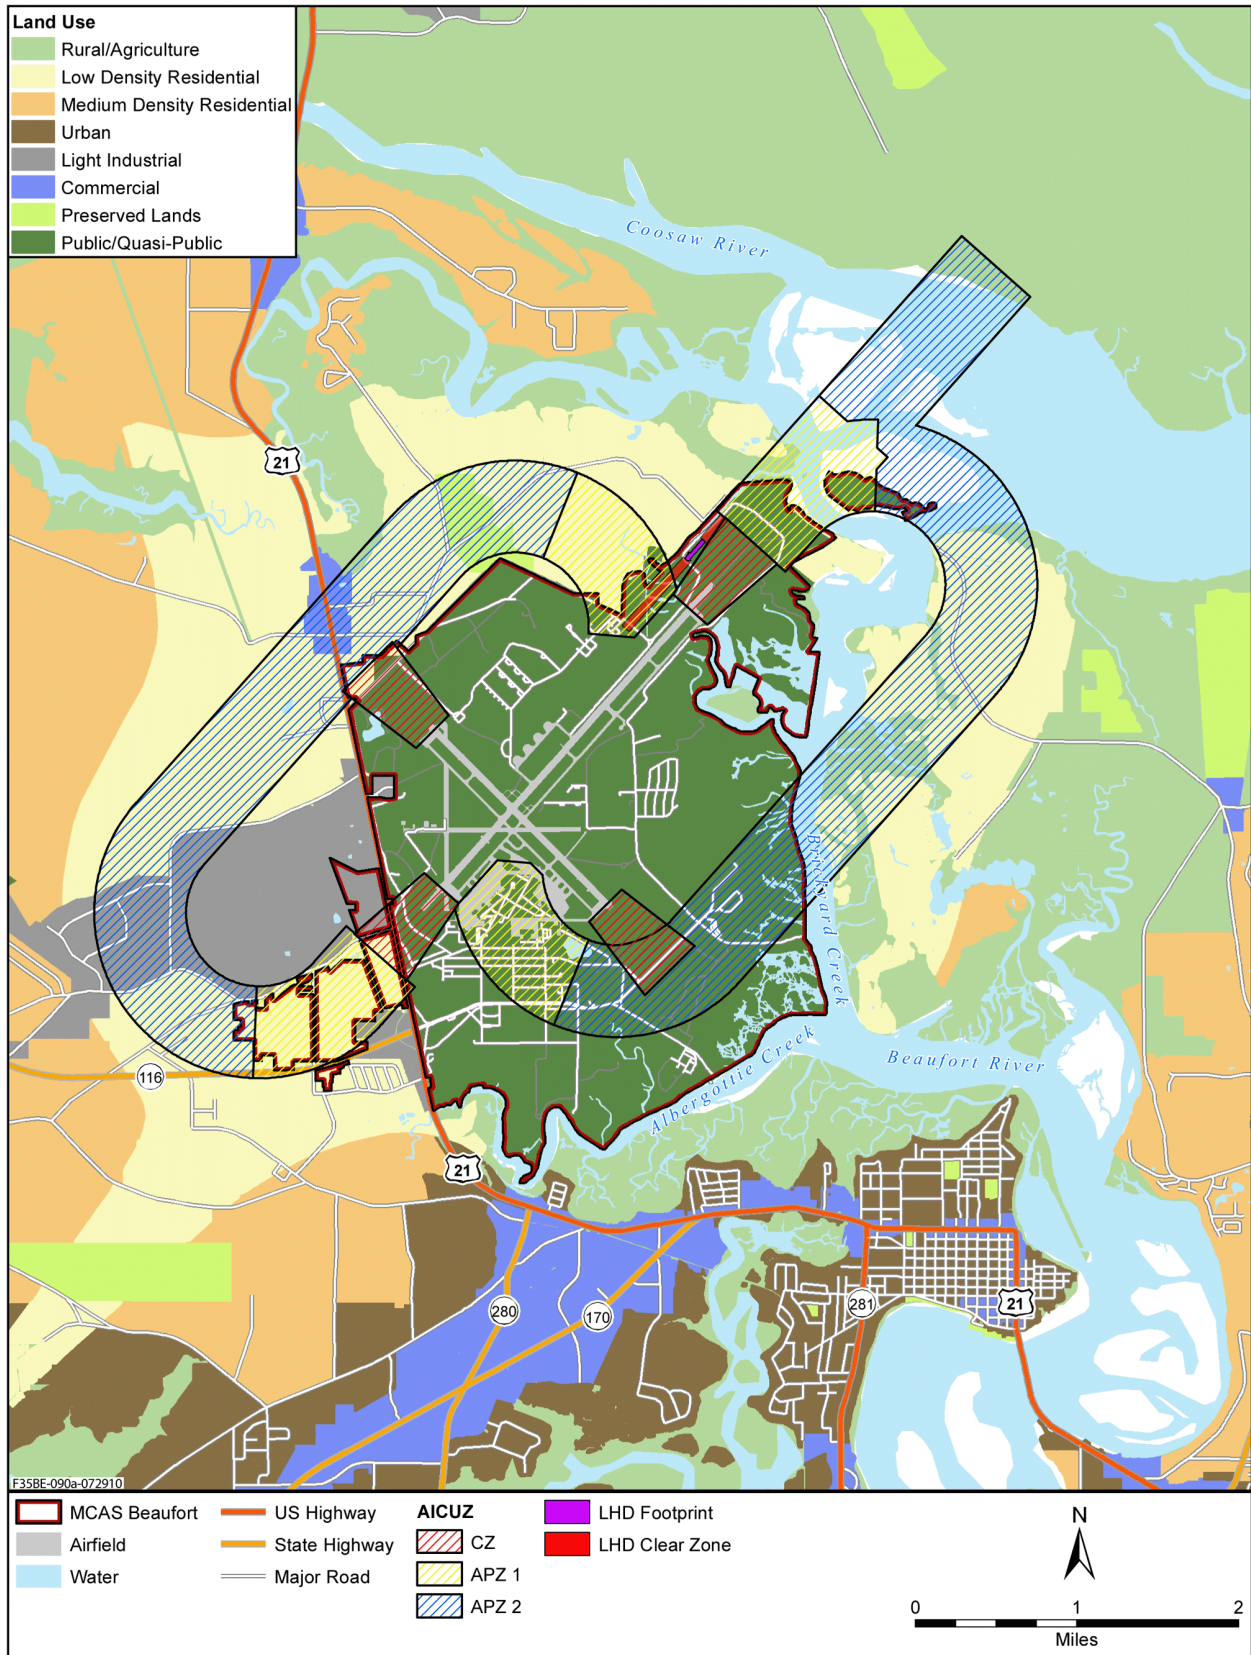 Land Use
Rural/Agriculture
Low Density Residential
Medium Density Residential
Urban
Light Industrial
Commercial
Preserved Lands
Public/Quasi-Public
Coosaw River
21
Brickyard Creek
Beaufort River
Albergottie Creek
116
21
280
170
281
21
F35BE-090a-072910
MCAS Beaufort
Airfield
Water
US Highway
State Highway
Major Road
AICUZ
CZ
APZ 1
APZ 2
LHD Footprint
LHD Clear Zone
N
0 1 2
Miles